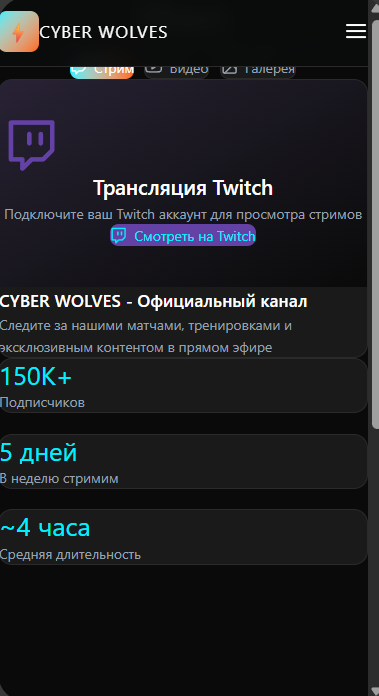 CYBER WOLVES
Стрим Видео Галерея
Трансляция Twitch
Подключите ваш Twitch аккаунт для просмотра стримов
Смотреть на Twitch
CYBER WOLVES - Официальный канал
Следите за нашими матчами, тренировками и
эксклюзивным контентом в прямом эфире
150K+
Подписчиков
5 дней
В неделю стримим
~4 часа
Средняя длительность